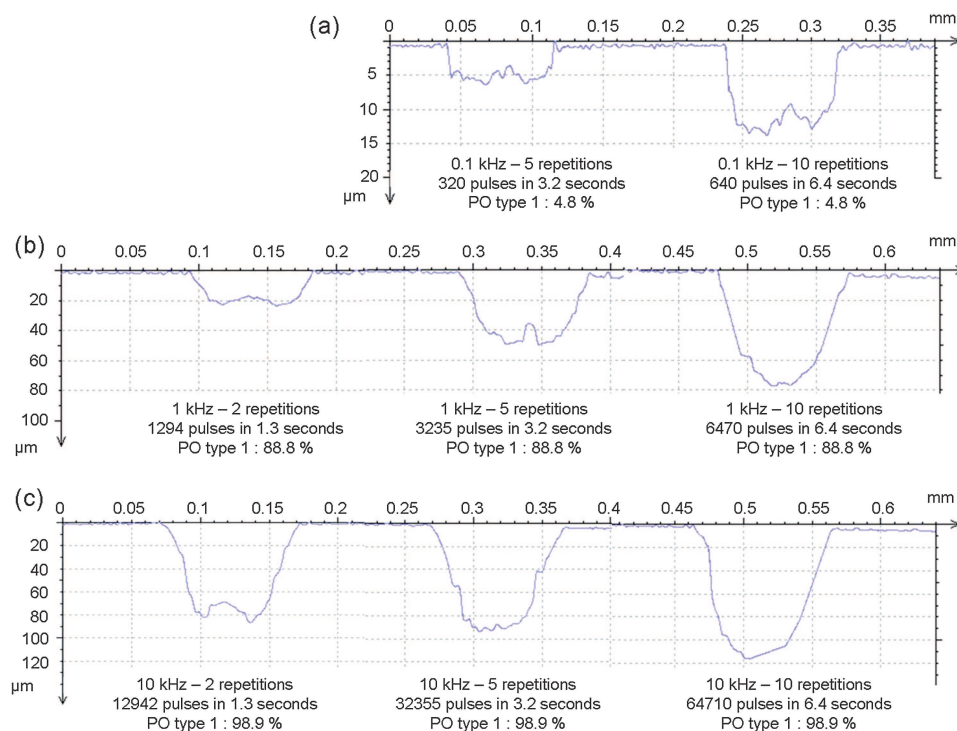 (a)
0 0.05 0.1 0.15 0.2 0.25 0.3 0.35 mm
5
10
15
20
µm
0.1 kHz – 5 repetitions
320 pulses in 3.2 seconds
PO type 1 : 4.8 %
0.1 kHz – 10 repetitions
640 pulses in 6.4 seconds
PO type 1 : 4.8 %
(b)
0 0.05 0.1 0.15 0.2 0.25 0.3 0.35 0.4 0.45 0.5 0.55 0.6 mm
20
40
60
80
100
µm
1 kHz – 2 repetitions
1294 pulses in 1.3 seconds
PO type 1 : 88.8 %
1 kHz – 5 repetitions
3235 pulses in 3.2 seconds
PO type 1 : 88.8 %
1 kHz – 10 repetitions
6470 pulses in 6.4 seconds
PO type 1 : 88.8 %
(c)
0 0.05 0.1 0.15 0.2 0.25 0.3 0.35 0.4 0.45 0.5 0.55 0.6 mm
20
40
60
80
100
120
µm
10 kHz – 2 repetitions
12942 pulses in 1.3 seconds
PO type 1 : 98.9 %
10 kHz – 5 repetitions
32355 pulses in 3.2 seconds
PO type 1 : 98.9 %
10 kHz – 10 repetitions
64710 pulses in 6.4 seconds
PO type 1 : 98.9 %